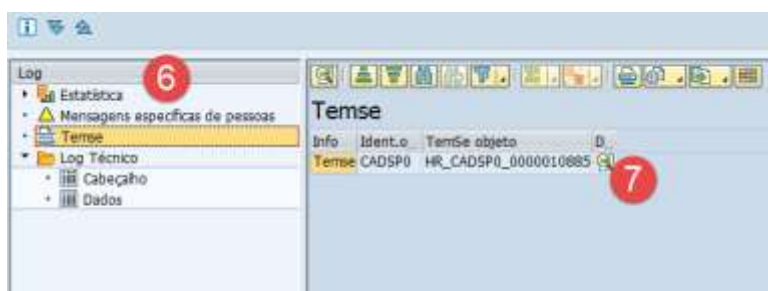 Log
6
Estatística
Mensagens específicas de pessoas
Temse
Log Técnico
Cabeçalho
Dados
Temse
Info Ident.o TemSe objeto D
Temse CADSP0 HR_CADSP0_0000010885
7